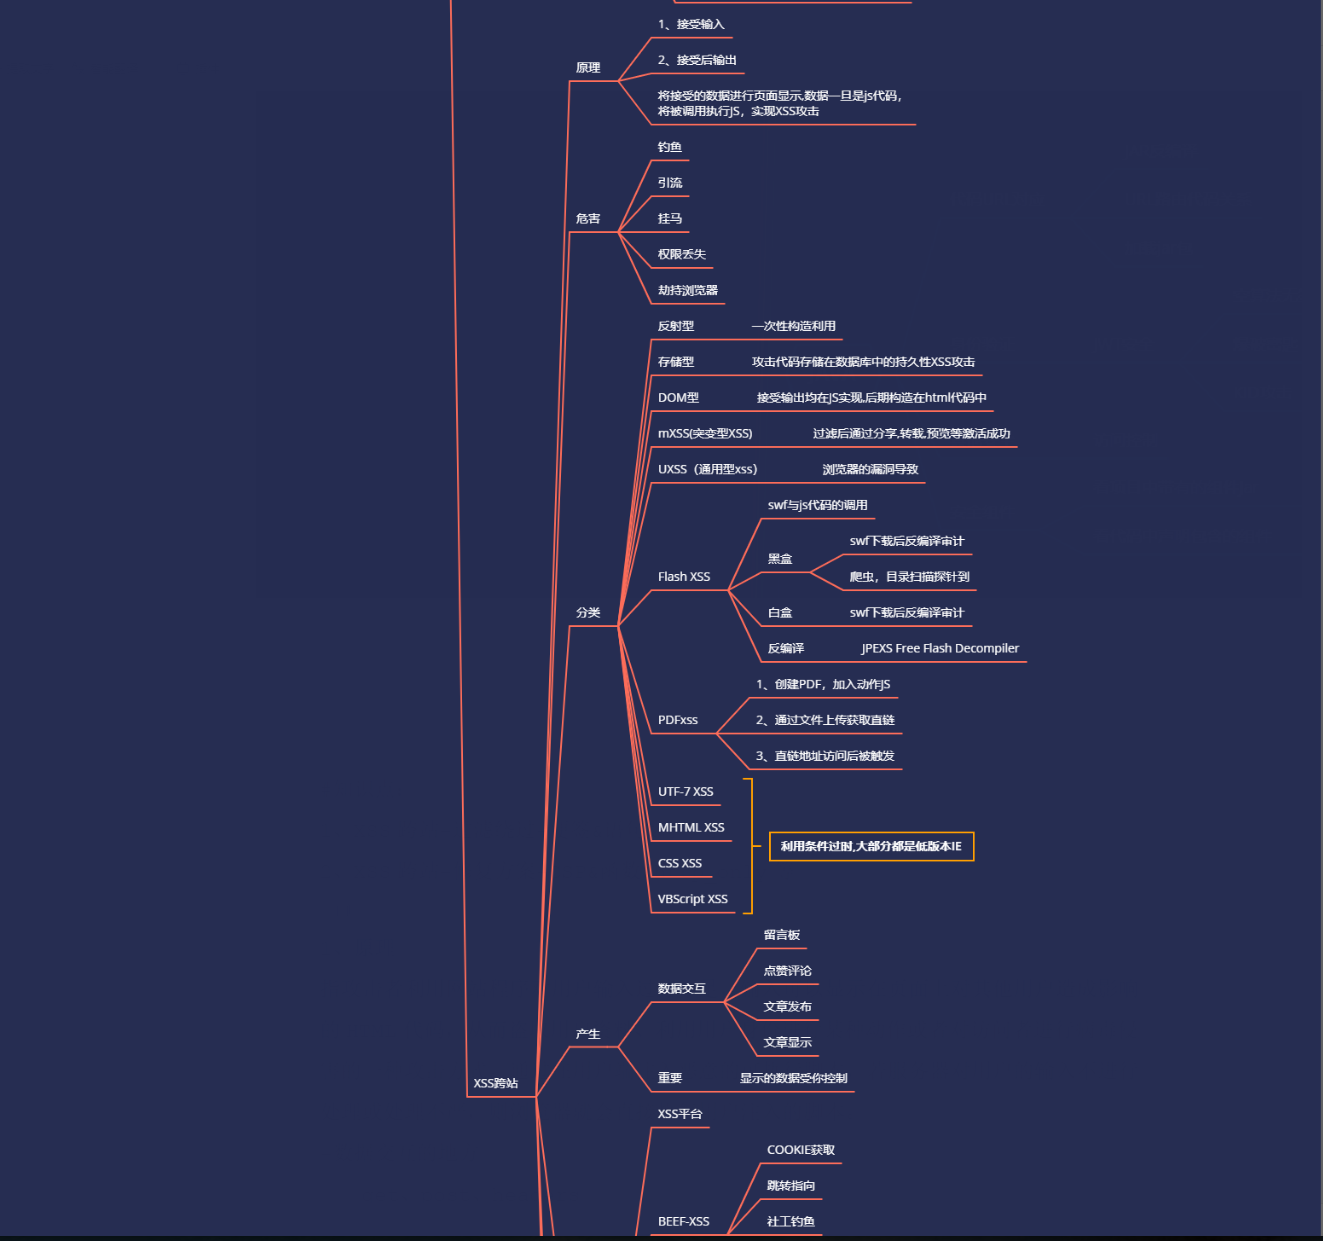 1、接受输入
原理
2、接受后输出
将接受的数据进行页面显示,数据一旦是js代码，
将被调用执行JS，实现XSS攻击
钓鱼
引流
危害
挂马
权限丢失
劫持浏览器
反射型 一次性构造利用
存储型 攻击代码存储在数据库中的持久性XSS攻击
DOM型 接受输出均在JS实现,后期构造在html代码中
mXSS(突变型XSS) 过滤后通过分享,转载,预览等激活成功
UXSS（通用型xss） 浏览器的漏洞导致
swf与js代码的调用
swf下载后反编译审计
黑盒
爬虫，目录扫描探针到
Flash XSS
分类
白盒 swf下载后反编译审计
反编译 JPEXS Free Flash Decompiler
1、创建PDF，加入动作JS
PDFxss
2、通过文件上传获取直链
3、直链地址访问后被触发
UTF-7 XSS
MHTML XSS
利用条件过时,大部分都是低版本IE
CSS XSS
VBScript XSS
留言板
点赞评论
数据交互
文章发布
产生
文章显示
重要 显示的数据受你控制
XSS跨站
XSS平台
COOKIE获取
跳转指向
BEEF-XSS 社工钓鱼